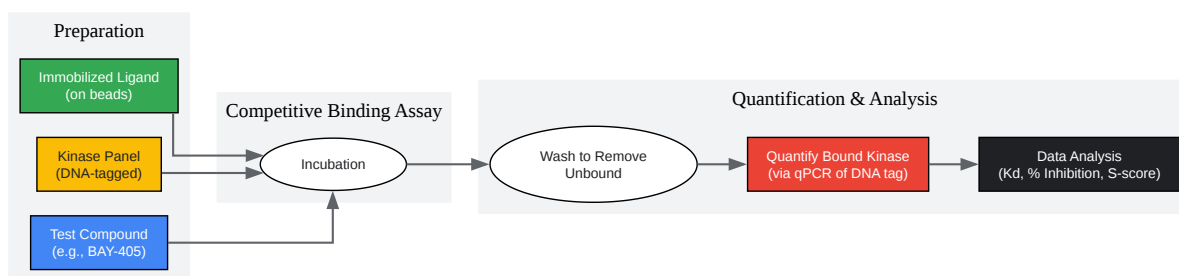 Preparation
Immobilized Ligand
(on beads)
Kinase Panel
(DNA-tagged)
Test Compound
(e.g., BAY-405)
Competitive Binding Assay
Incubation
Quantification & Analysis
Wash to Remove
Unbound
Quantify Bound Kinase
(via qPCR of DNA tag)
Data Analysis
(Kd, % Inhibition, S-score)